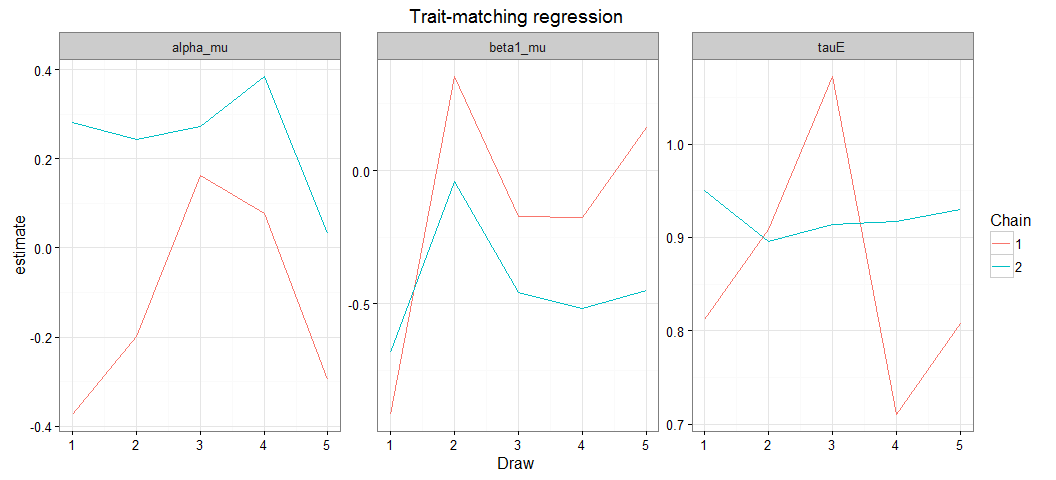 Trait-matching regression
alpha_mu
beta1_mu
tauE
estimate
0.4
0.2
0.0
-0.2
-0.4
1 2 3 4 5
0.0
-0.5
1 2 3 4 5
1.0
0.9
0.8
0.7
1 2 3 4 5
Draw
Chain
1
2